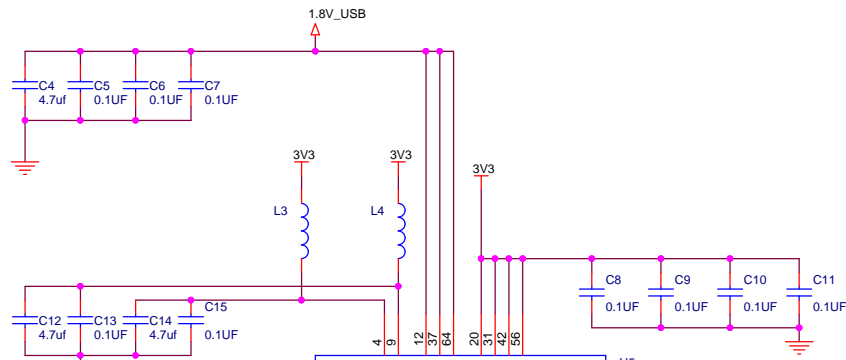 1.8V_USB
C4
4.7uf
C5
0.1UF
C6
0.1UF
C7
0.1UF
3V3
3V3
3V3
L3
L4
C8
0.1UF
C9
0.1UF
C10
0.1UF
C11
0.1UF
C12
4.7uf
C13
0.1UF
C14
4.7uf
C15
0.1UF
4
9
12
37
64
20
31
42
56